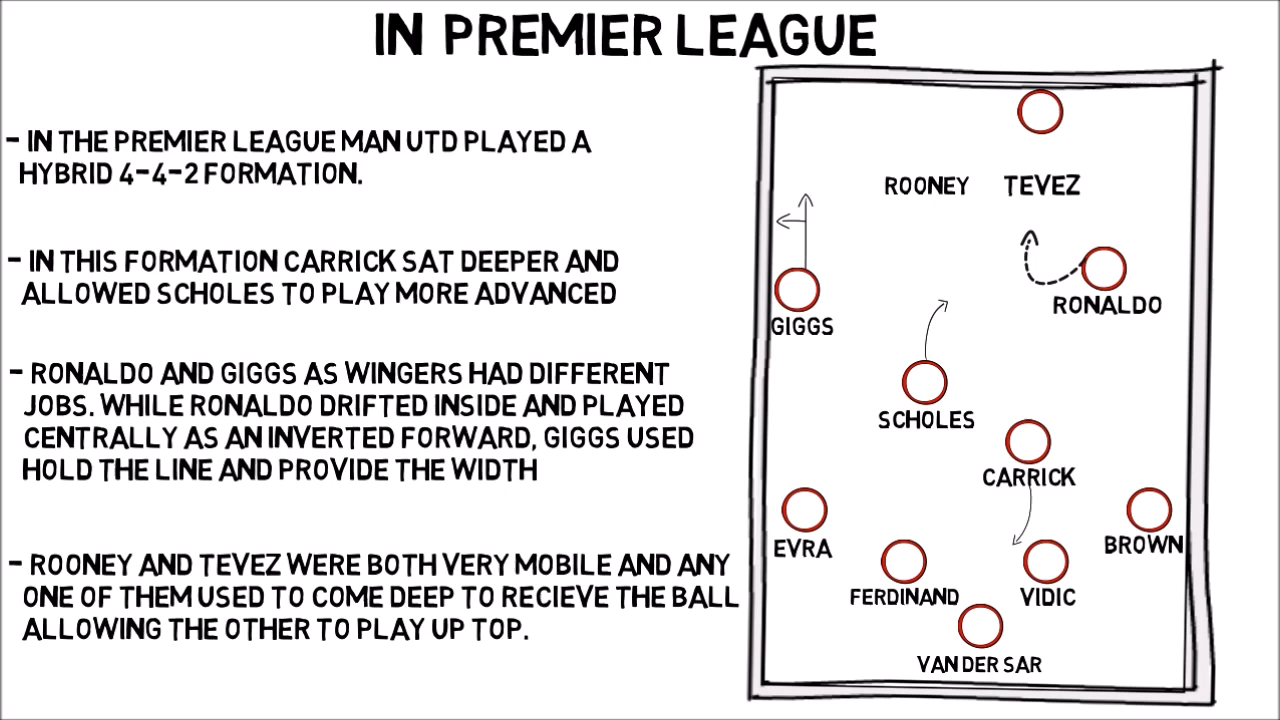 IN PREMIER LEAGUE
- IN THE PREMIER LEAGUE MAN UTD PLAYED A
HYBRID 4-4-2 FORMATION.
- IN THIS FORMATION CARRICK SAT DEEPER AND
ALLOWED SCHOLES TO PLAY MORE ADVANCED
- RONALDO AND GIGGS AS WINGERS HAD DIFFERENT
JOBS. WHILE RONALDO DRIFTED INSIDE AND PLAYED
CENTRALLY AS AN INVERTED FORWARD, GIGGS USED
HOLD THE LINE AND PROVIDE THE WIDTH
- ROONEY AND TEVEZ WERE BOTH VERY MOBILE AND ANY
ONE OF THEM USED TO COME DEEP TO RECIEVE THE BALL
ALLOWING THE OTHER TO PLAY UP TOP.
ROONEY TEVEZ
RONALDO
GIGGS
SCHOLES
CARRICK
EVRA
BROWN
FERDINAND
VIDIC
VAN DER SAR